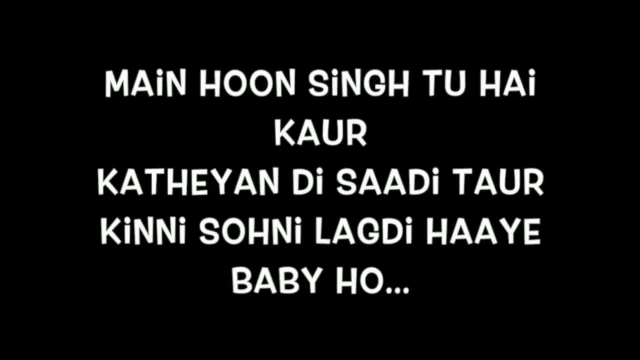 MAiN HOON SiNGH TU HAi
KAUR
KATHEYAN Di SAADi TAUR
KiNNi SOHNi LAGDi HAAYE
BABY HO...